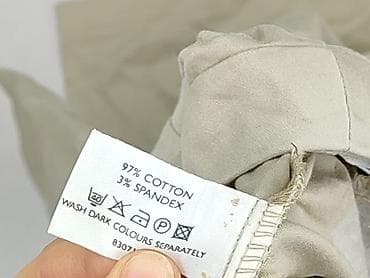 97% COTTON
3% SPANDEX
WASH DARK COLOURS SEPARATELY